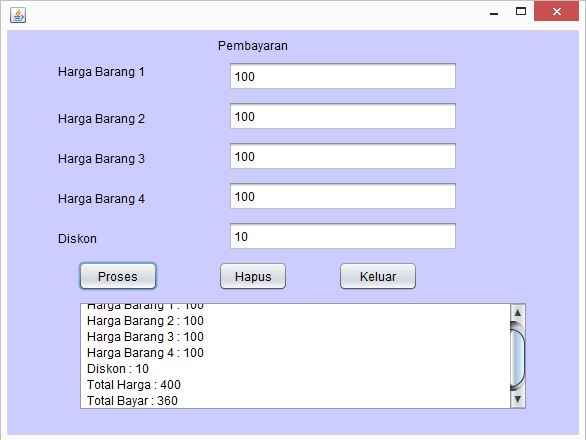 Pembayaran
Harga Barang 1 100
Harga Barang 2 100
Harga Barang 3 100
Harga Barang 4 100
Diskon 10
Proses Hapus Keluar
Harga Barang 1 : 100
Harga Barang 2 : 100
Harga Barang 3 : 100
Harga Barang 4 : 100
Diskon : 10
Total Harga : 400
Total Bayar : 360